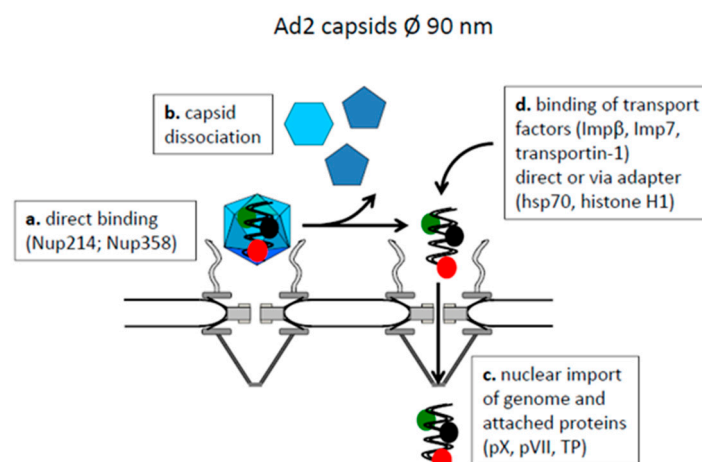 Ad2 capsids Ø 90 nm
b. capsid
dissociation
d. binding of transport
factors (Impβ, Imp7,
transportin-1)
direct or via adapter
(hsp70, histone H1)
a. direct binding
(Nup214; Nup358)
c. nuclear import
of genome and
attached proteins
(pX, pVII, TP)